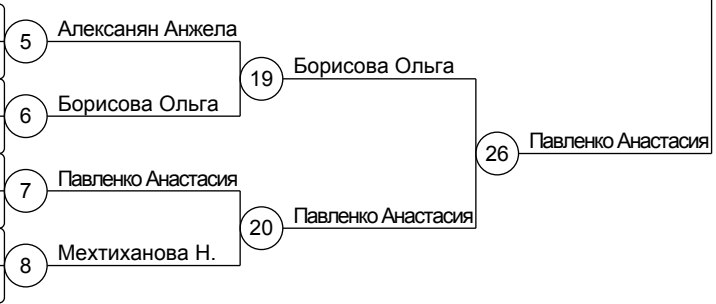 5 Алексанян Анжела
19 Борисова Ольга
6 Борисова Ольга
26 Павленко Анастасия
7 Павленко Анастасия
20 Павленко Анастасия
8 Мехтиханова Н.